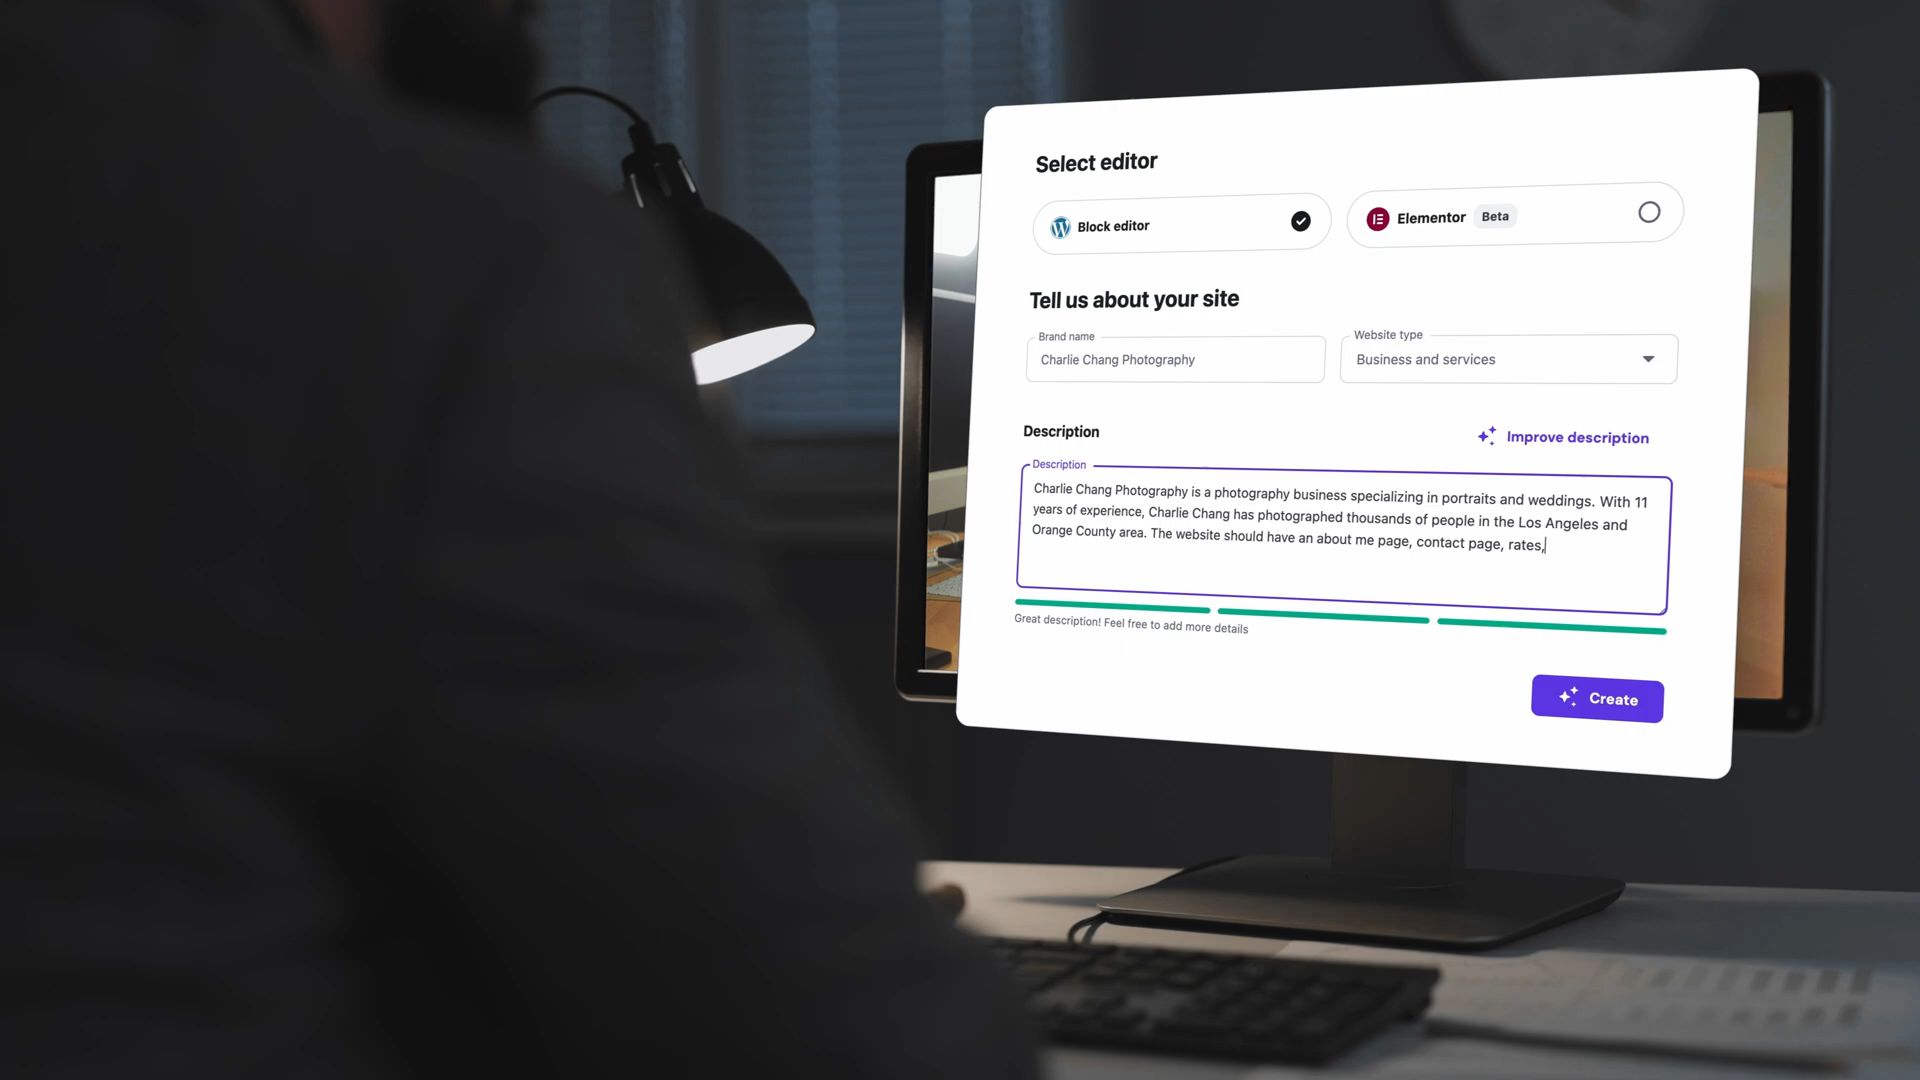 Select editor
Block editor
Elementor Beta
Tell us about your site
Brand name
Charlie Chang Photography
Website type
Business and services
Description
Improve description
Description
Charlie Chang Photography is a photography business specializing in portraits and weddings. With 11
years of experience, Charlie Chang has photographed thousands of people in the Los Angeles and
Orange County area. The website should have an about me page, contact page, rates,
Great description! Feel free to add more details
Create